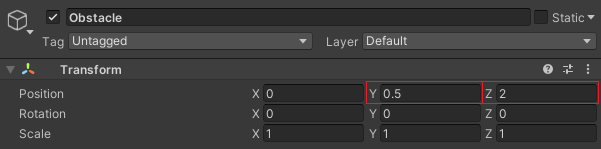 Obstacle Static
Tag Untagged Layer Default
Transform
Position X 0 Y 0.5 Z 2
Rotation X 0 Y 0 Z 0
Scale X 1 Y 1 Z 1